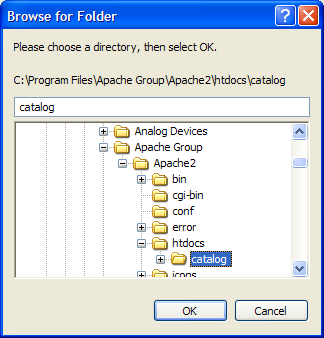 Browse for Folder
Please choose a directory, then select OK.
C:\Program Files\Apache Group\Apache2\htdocs\catalog
catalog
Analog Devices
Apache Group
Apache2
bin
cgi-bin
conf
error
htdocs
catalog
icons
OK Cancel